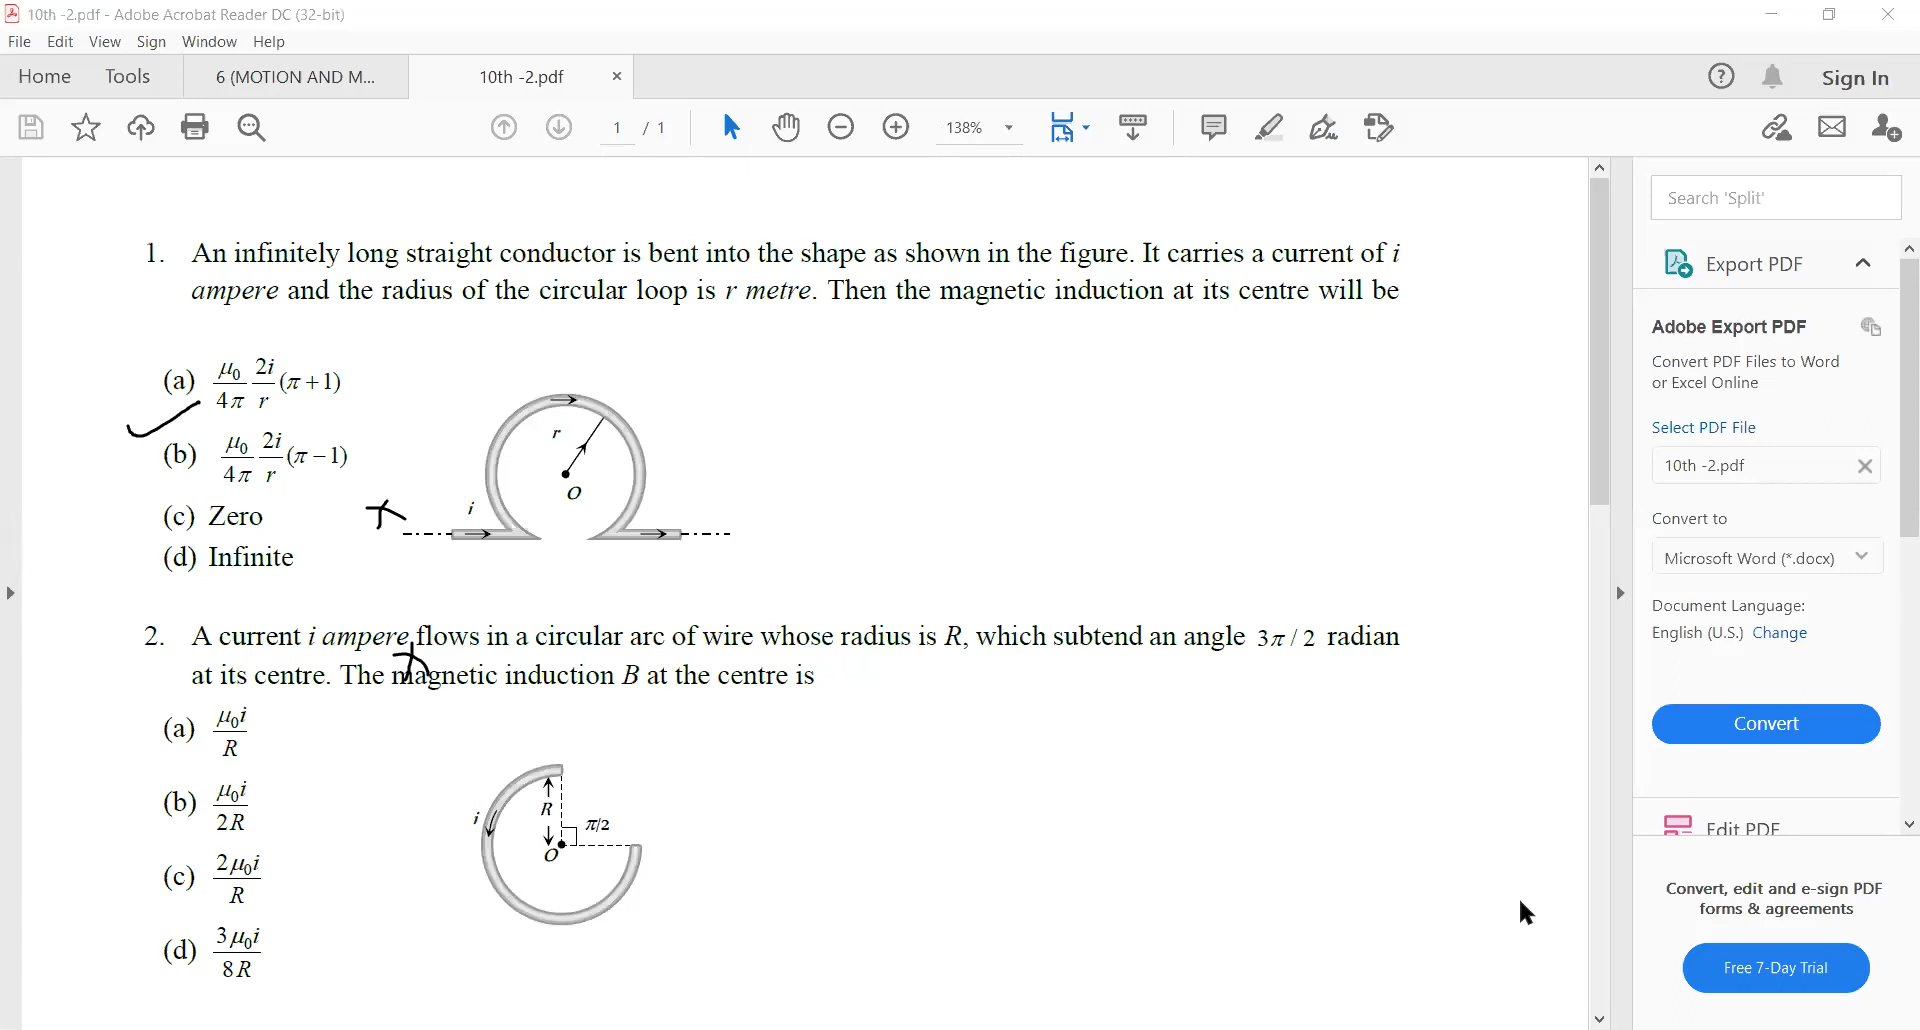 10th -2.pdf - Adobe Acrobat Reader DC (32-bit)
File Edit View Sign Window Help
Home Tools 6 (MOTION AND M... 10th -2.pdf × ? Sign In
1 / 1 138%
Search 'Split'
Export PDF
Adobe Export PDF
Convert PDF Files to Word
or Excel Online
Select PDF File
10th -2.pdf
Convert to
Microsoft Word (*.docx)
Document Language:
English (U.S.) Change
Convert
Edit PDF
Convert, edit and e-sign PDF
forms & agreements
Free 7-Day Trial
1. An infinitely long straight conductor is bent into the shape as shown in the figure. It carries a current of i
ampere and the radius of the circular loop is r metre. Then the magnetic induction at its centre will be
(a) μ₀/4π 2i/r (π + 1)
(b) μ₀/4π 2i/r (π − 1)
(c) Zero
(d) Infinite
r
O
i
2. A current i ampere flows in a circular arc of wire whose radius is R, which subtend an angle 3π / 2 radian
at its centre. The magnetic induction B at the centre is
(a) μ₀i/R
(b) μ₀i/2R
(c) 2μ₀i/R
(d) 3μ₀i/8R
i
R
π/2
O